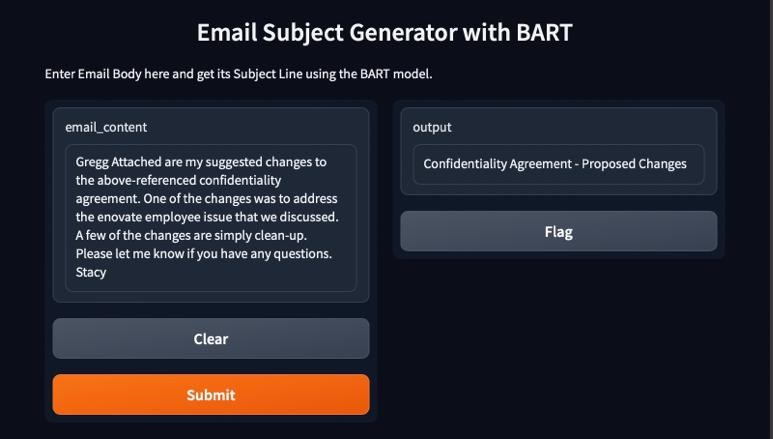 Email Subject Generator with BART
Enter Email Body here and get its Subject Line using the BART model.
email_content
Gregg Attached are my suggested changes to
the above-referenced confidentiality
agreement. One of the changes was to address
the enovate employee issue that we discussed.
A few of the changes are simply clean-up.
Please let me know if you have any questions.
Stacy
Clear
Submit
output
Confidentiality Agreement - Proposed Changes
Flag